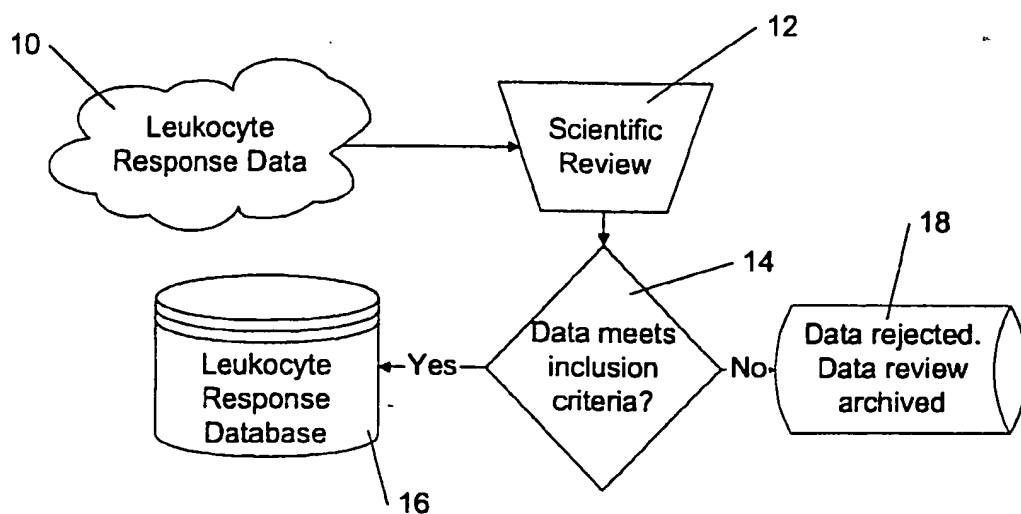 10
12
Leukocyte
Response Data
Scientific
Review
18
14
Data meets
inclusion
criteria?
Yes
No
Data rejected.
Data review
archived
Leukocyte
Response
Database
16